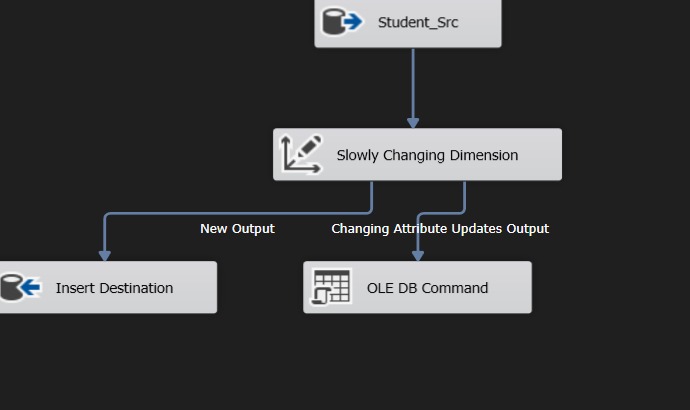 Student_Src
Slowly Changing Dimension
New Output
Changing Attribute Updates Output
Insert Destination
OLE DB Command